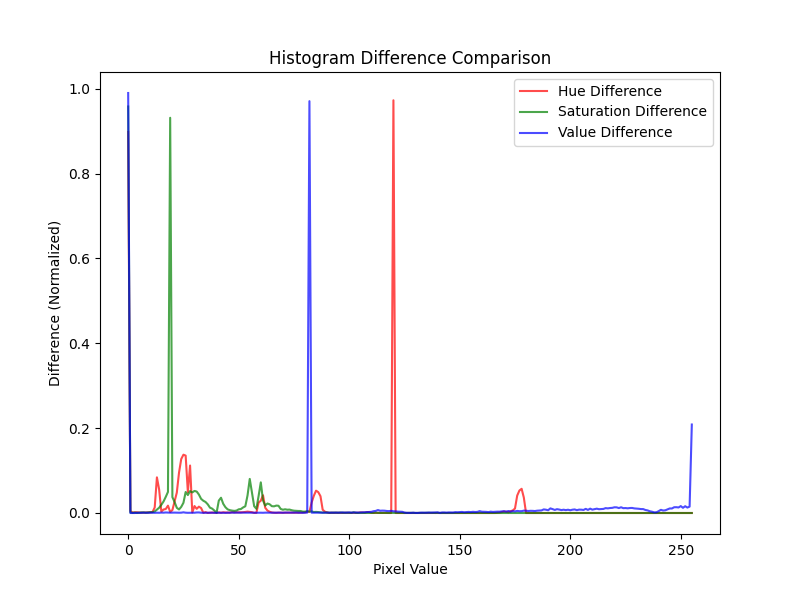 Histogram Difference Comparison
Hue Difference
Saturation Difference
Value Difference
Difference (Normalized)
1.0
0.8
0.6
0.4
0.2
0.0
0 50 100 150 200 250
Pixel Value